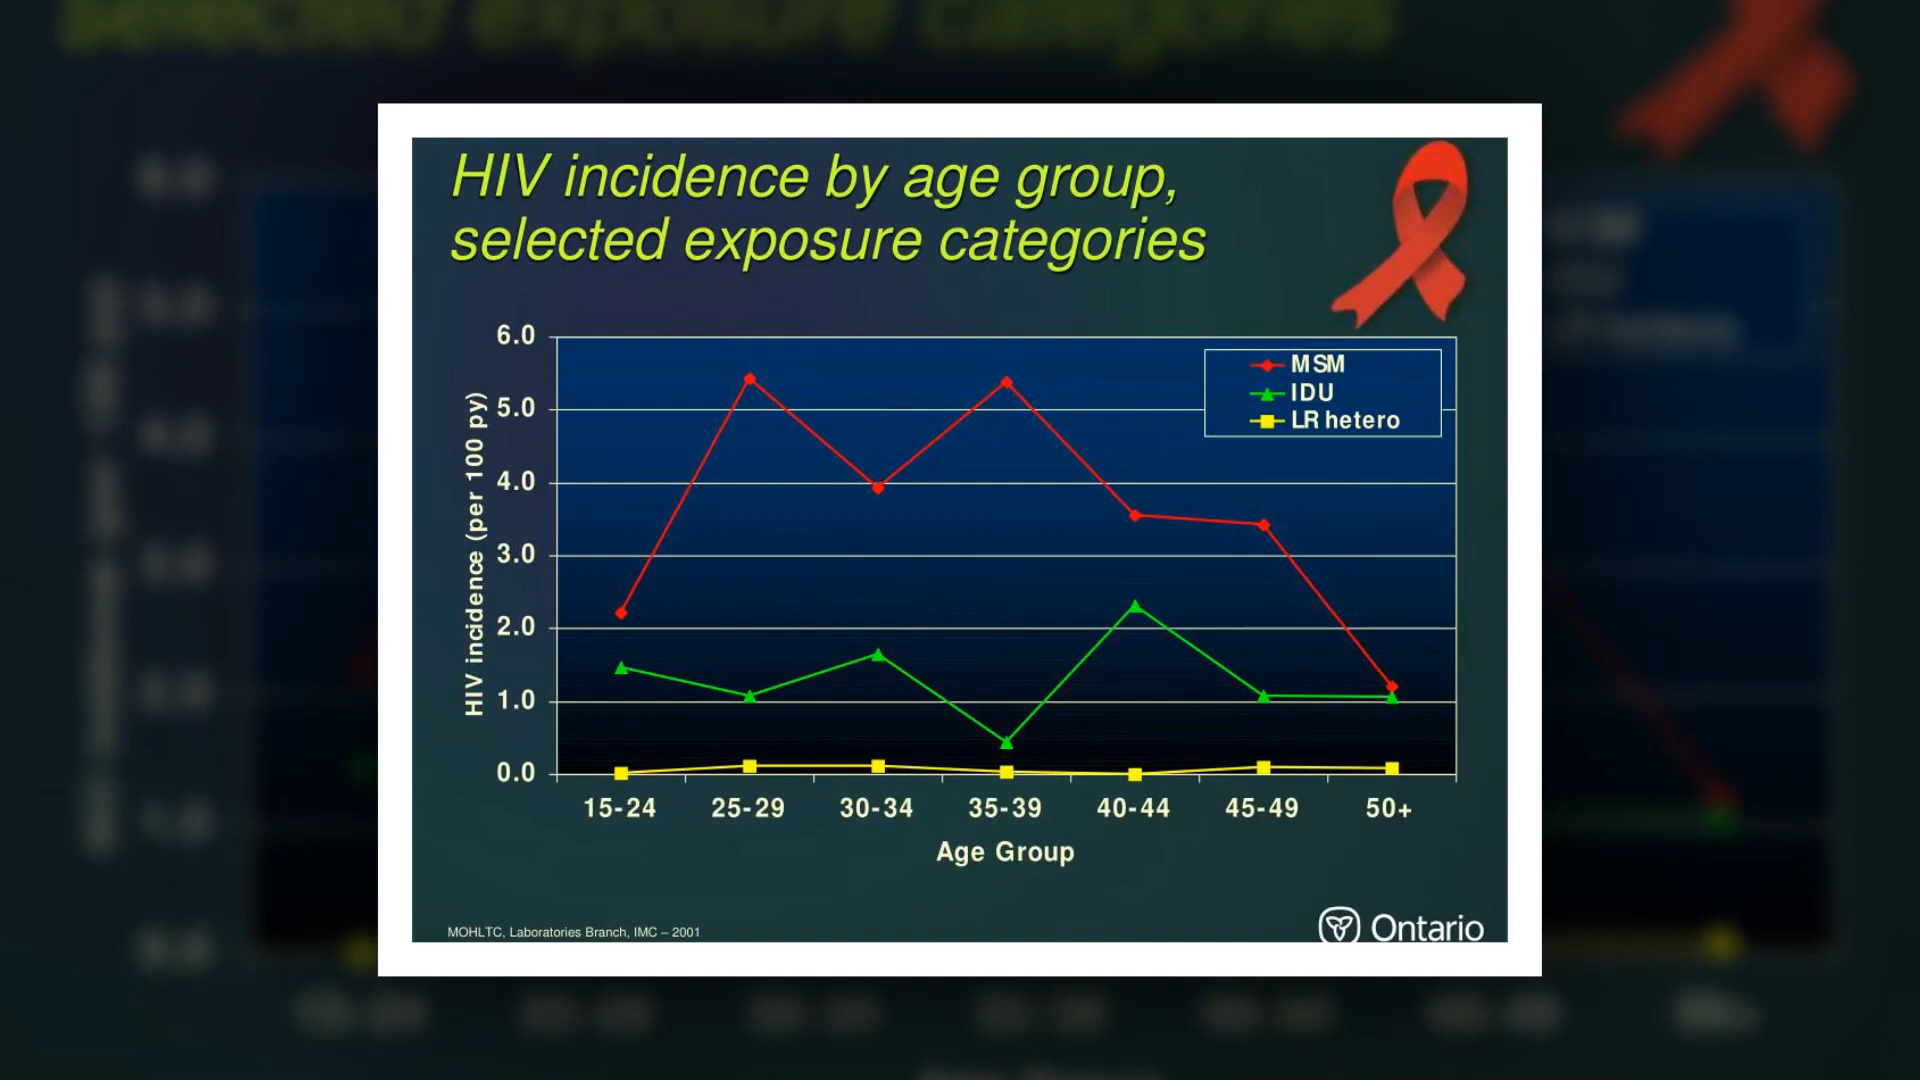 HIV incidence by age group,
selected exposure categories
6.0
5.0
4.0
3.0
2.0
1.0
0.0
HIV incidence (per 100 py)
MSM
IDU
LR hetero
15-24 25-29 30-34 35-39 40-44 45-49 50+
Age Group
MOHLTC, Laboratories Branch, IMC – 2001
Ontario